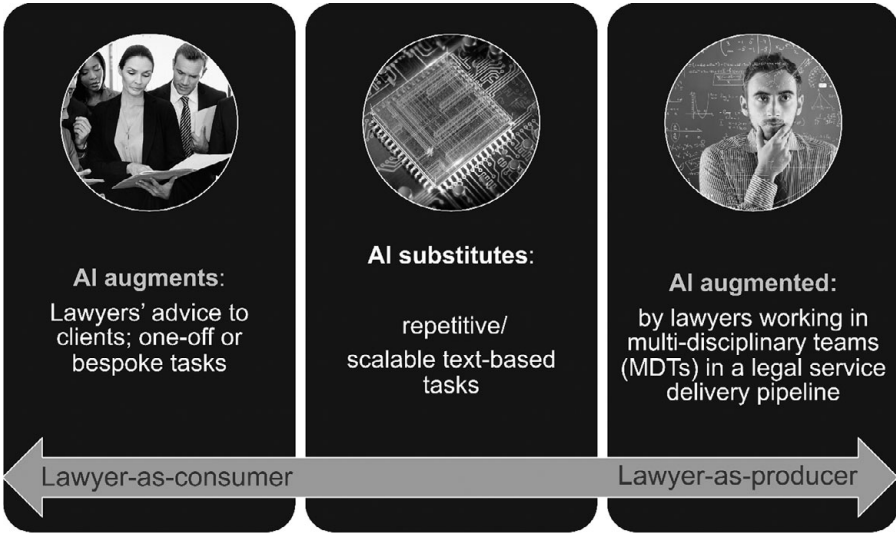 AI augments:
Lawyers' advice to
clients; one-off or
bespoke tasks
AI substitutes:
repetitive/
scalable text-based
tasks
AI augmented:
by lawyers working in
multi-disciplinary teams
(MDTs) in a legal service
delivery pipeline
Lawyer-as-consumer
Lawyer-as-producer